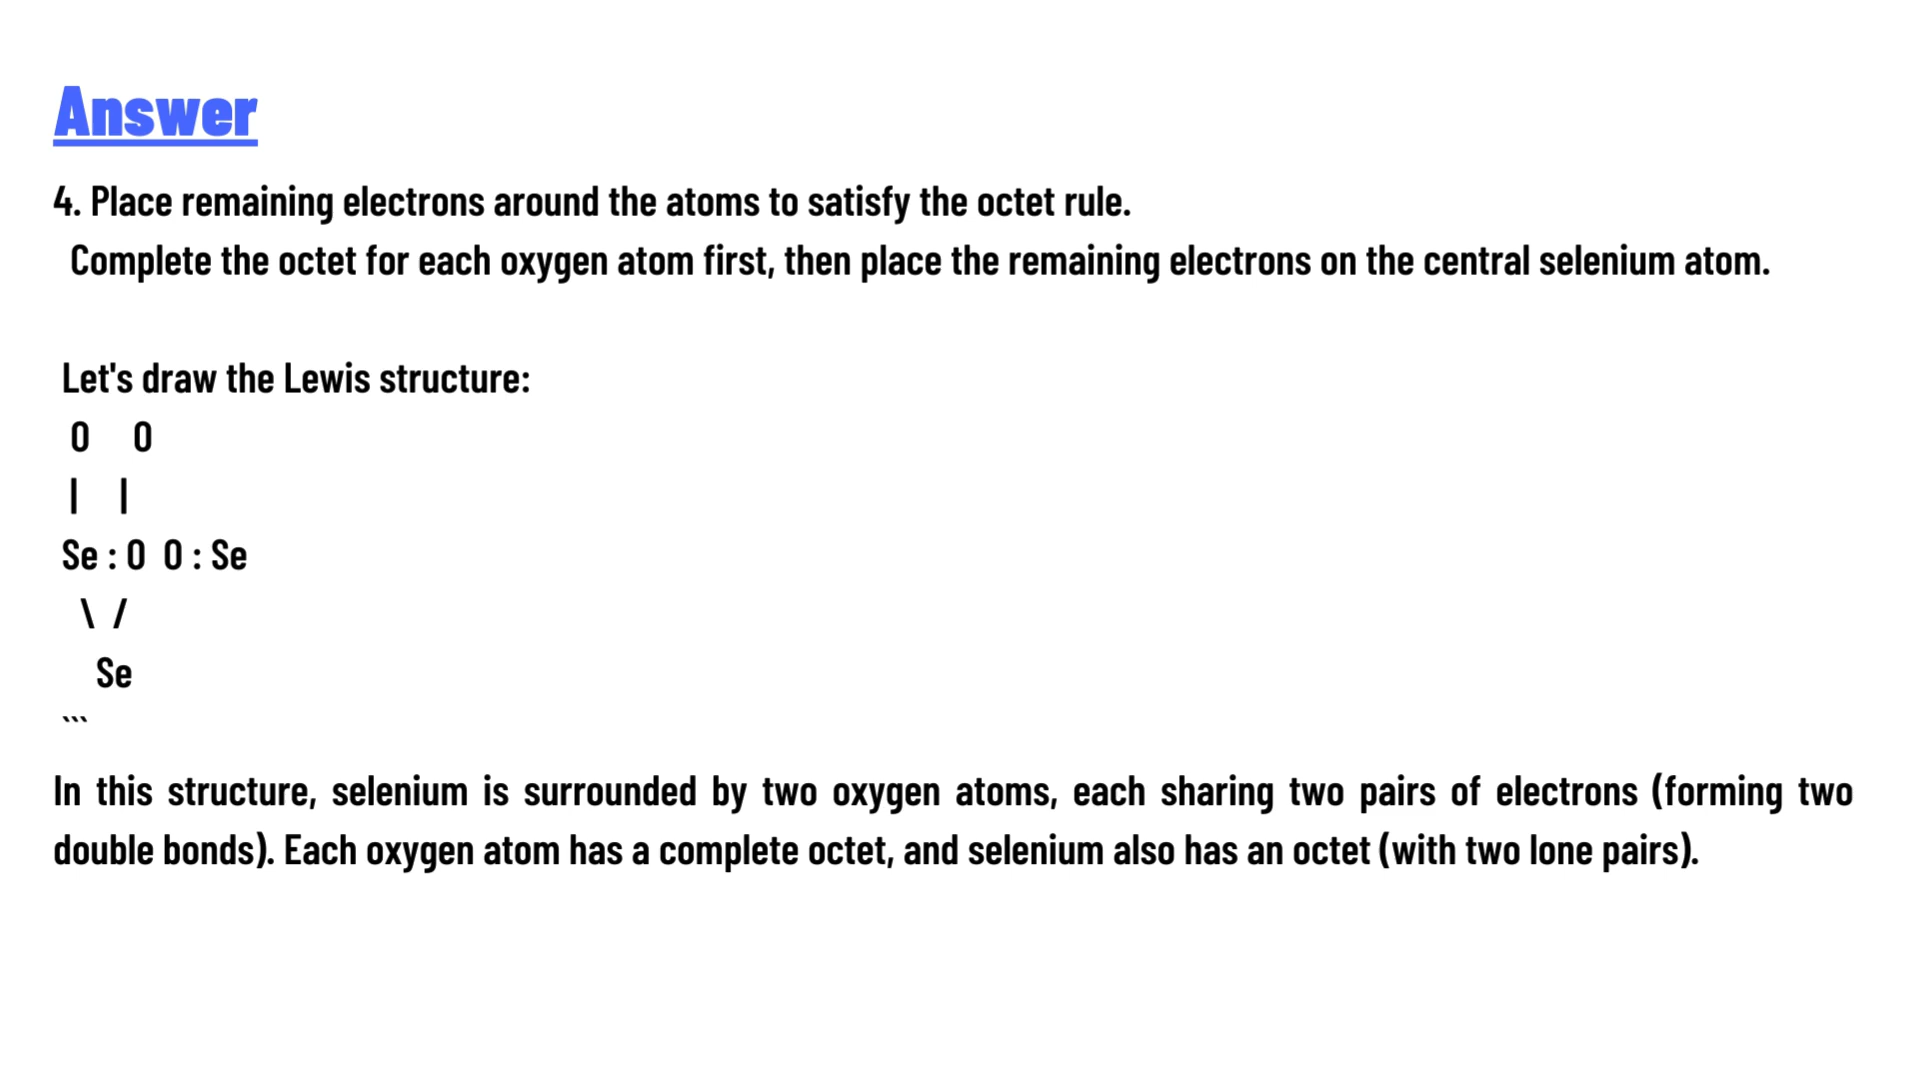 Answer
4. Place remaining electrons around the atoms to satisfy the octet rule.
Complete the octet for each oxygen atom first, then place the remaining electrons on the central selenium atom.
Let's draw the Lewis structure:
O O
| |
Se : O O : Se
\ /
Se
```
In this structure, selenium is surrounded by two oxygen atoms, each sharing two pairs of electrons (forming two
double bonds). Each oxygen atom has a complete octet, and selenium also has an octet (with two lone pairs).